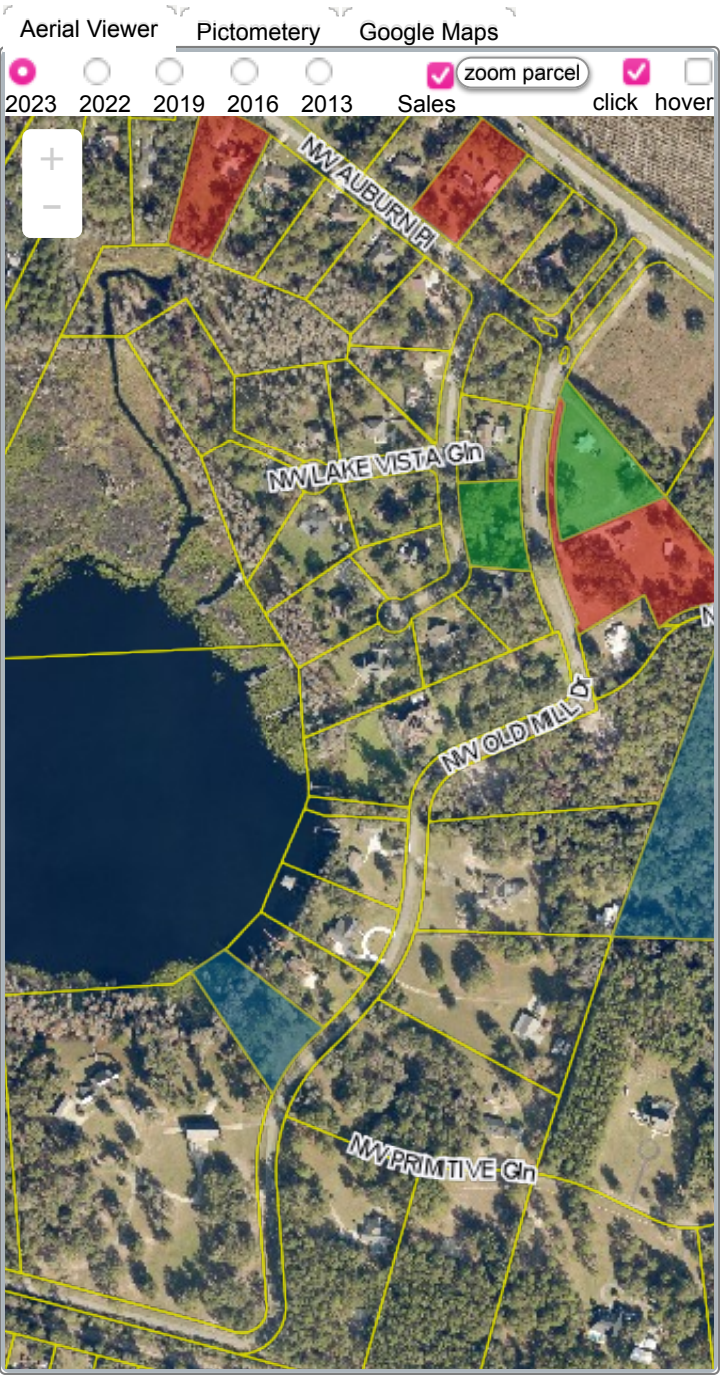 Aerial Viewer Pictometery Google Maps
zoom parcel
2023 2022 2019 2016 2013 Sales click hover
+
−
NW AUBURN Pl
NW LAKE VISTA Gln
N
NW OLD MILL Dr
NW PRIMITIVE Gln